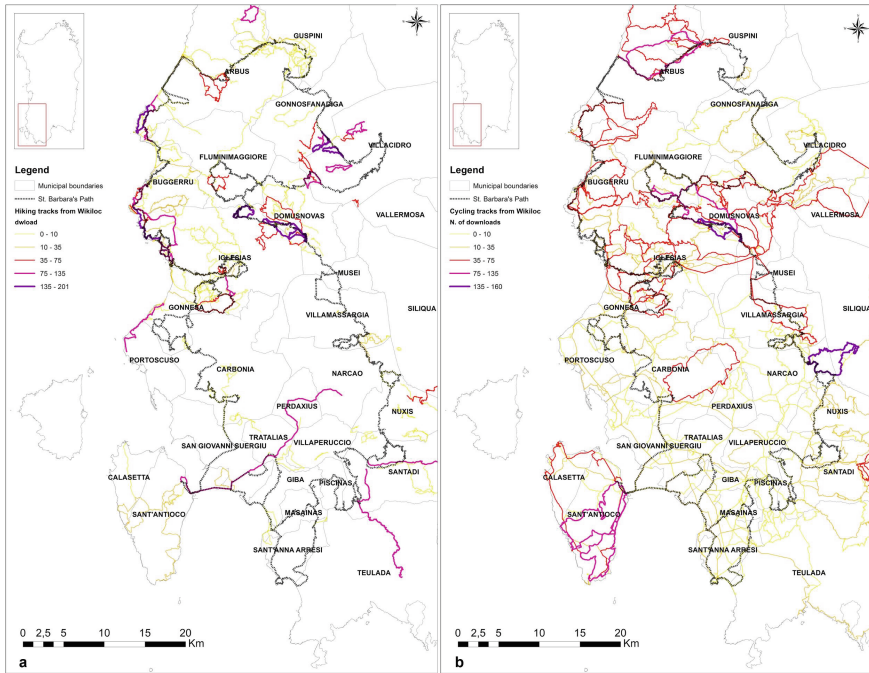 GUSPINI
ARBUS
GONNOSFANADIGA
VILLACIDRO
FLUMINIMAGGIORE
Legend
Municipal boundaries
St. Barbara's Path
Hiking tracks from Wikiloc
dwload
0 - 10
10 - 35
35 - 75
75 - 135
135 - 201
BUGGERRU
DOMUSNOVAS
VALLERMOSA
IGLESIAS
MUSEI
GONNESA
VILLAMASSARGIA
SILIQUA
PORTOSCUSO
CARBONIA
NARCAO
PERDAXIUS
NUXIS
TRATALIAS
SAN GIOVANNI SUERGIU
VILLAPERUCCIO
CALASETTA
SANTADI
GIBA
PISCINAS
SANT'ANTIOCO
MASAINAS
SANT'ANNA ARRESI
TEULADA
0 2,5 5 10 15 20
Km
a
GUSPINI
ARBUS
GONNOSFANADIGA
VILLACIDRO
FLUMINIMAGGIORE
Legend
Municipal boundaries
St. Barbara's Path
Cycling tracks from Wikiloc
N. of downloads
0 - 10
10 - 35
35 - 75
75 - 135
135 - 160
BUGGERRU
DOMUSNOVAS
VALLERMOSA
IGLESIAS
MUSEI
GONNESA
VILLAMASSARGIA
SILIQUA
PORTOSCUSO
CARBONIA
NARCAO
PERDAXIUS
NUXIS
TRATALIAS
SAN GIOVANNI SUERGIU
VILLAPERUCCIO
CALASETTA
SANTADI
GIBA
PISCINAS
SANT'ANTIOCO
MASAINAS
SANT'ANNA ARRESI
TEULADA
0 2,5 5 10 15 20
Km
b